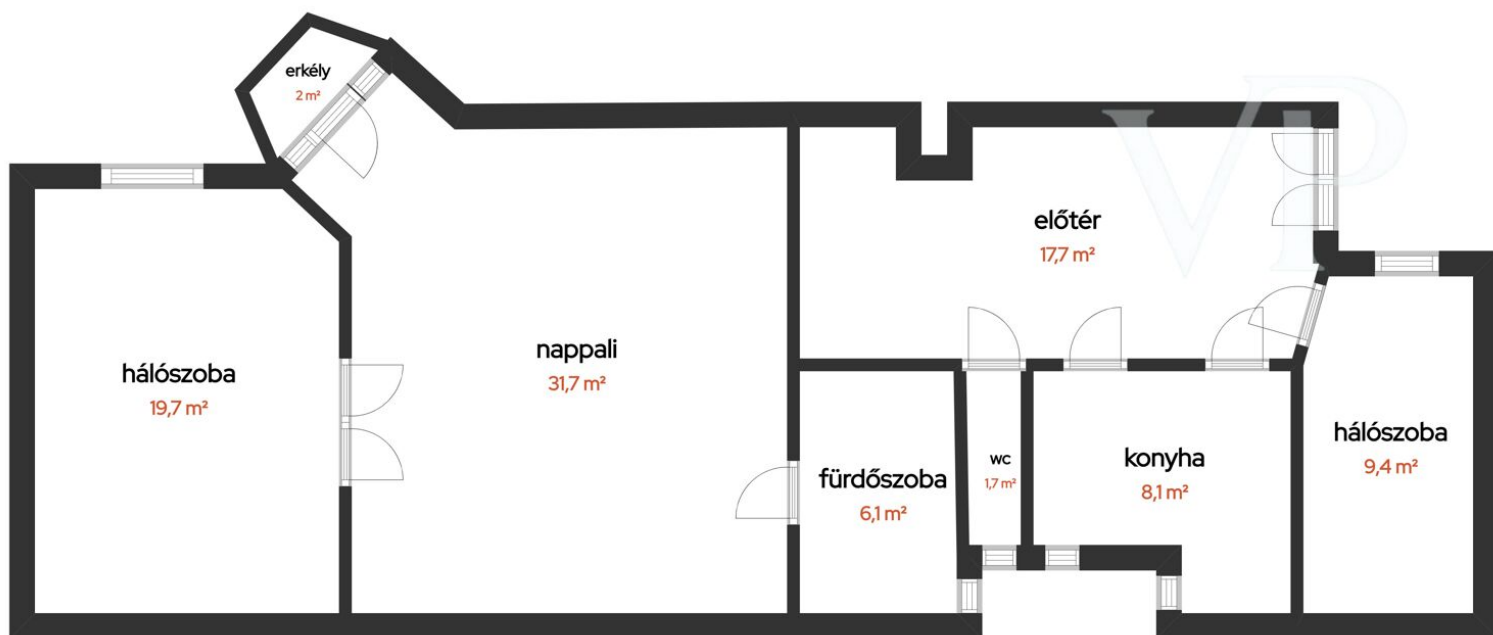 erkély
2 m²
VP
előtér
17,7 m²
nappali
31,7 m²
hálószoba
19,7 m²
hálószoba
9,4 m²
wc
1,7 m²
konyha
8,1 m²
fürdőszoba
6,1 m²